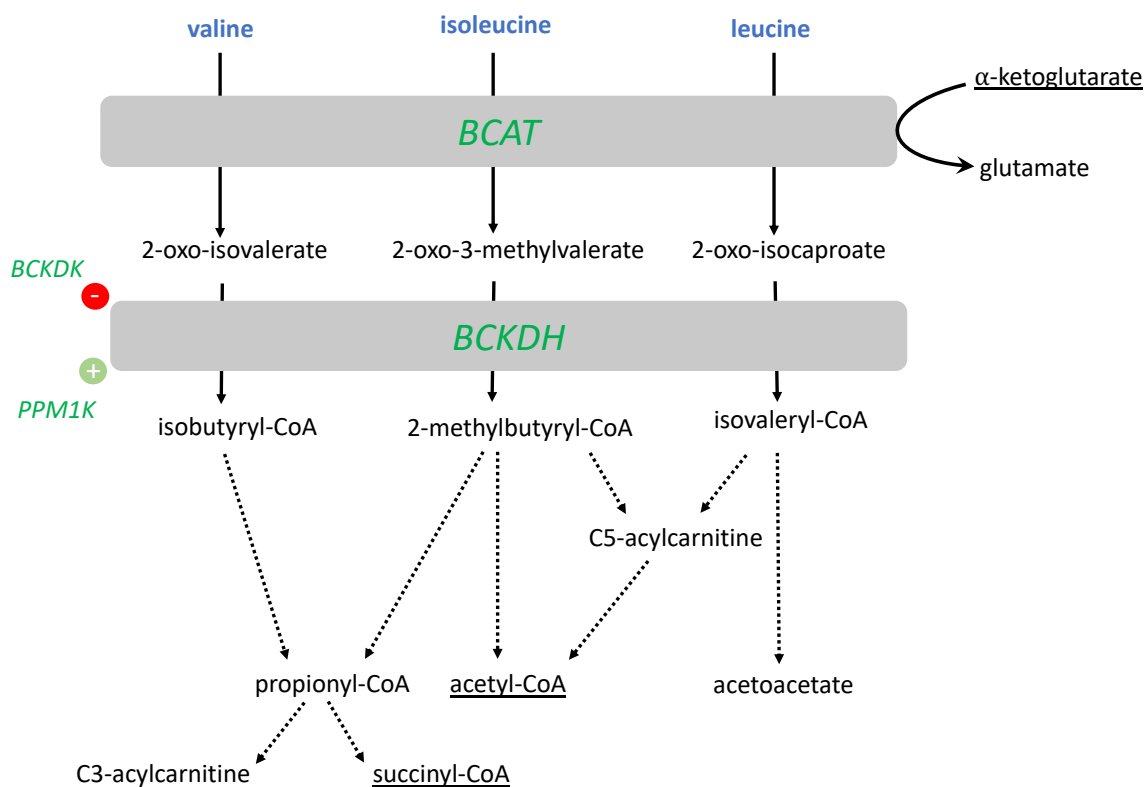 valine
isoleucine
leucine
α-ketoglutarate
BCAT
glutamate
2-oxo-isovalerate
2-oxo-3-methylvalerate
2-oxo-isocaproate
BCKDK
-
BCKDH
+
PPM1K
isobutyryl-CoA
2-methylbutyryl-CoA
isovaleryl-CoA
C5-acylcarnitine
propionyl-CoA
acetyl-CoA
acetoacetate
C3-acylcarnitine
succinyl-CoA